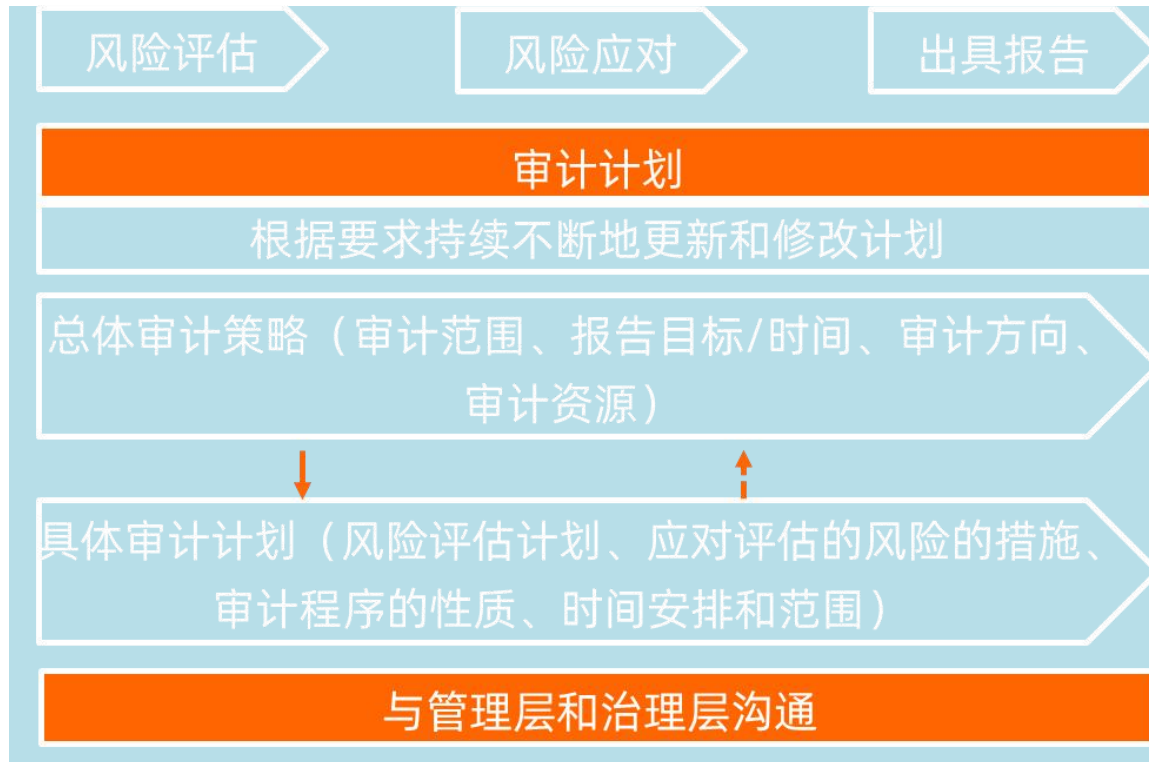 风险评估
风险应对
出具报告
审计计划
根据要求持续不断地更新和修改计划
总体审计策略（审计范围、报告目标/时间、审计方向、
审计资源）
具体审计计划（风险评估计划、应对评估的风险的措施、
审计程序的性质、时间安排和范围）
与管理层和治理层沟通